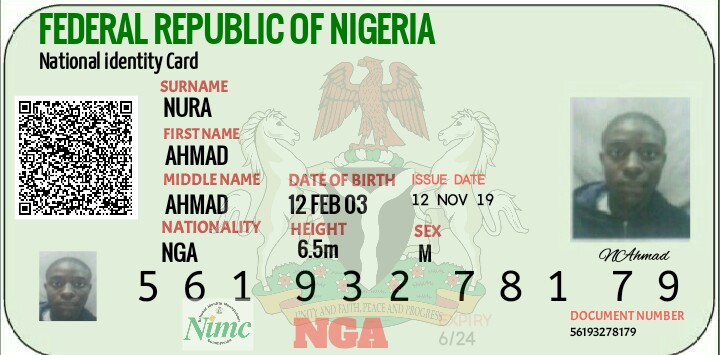 FEDERAL REPUBLIC OF NIGERIA
National identity Card
SURNAME
NURA
FIRST NAME
AHMAD
MIDDLE NAME
AHMAD
DATE OF BIRTH
12 FEB 03
ISSUE DATE
12 NOV 19
NATIONALITY
NGA
HEIGHT
6.5m
SEX
M
NCAhmad
5 6 1 9 3 2 7 8 1 7 9
UNITY AND FAITH, PEACE AND PROGRESS
Nimc
NGA
EXPIRY
6/24
DOCUMENT NUMBER
56193278179